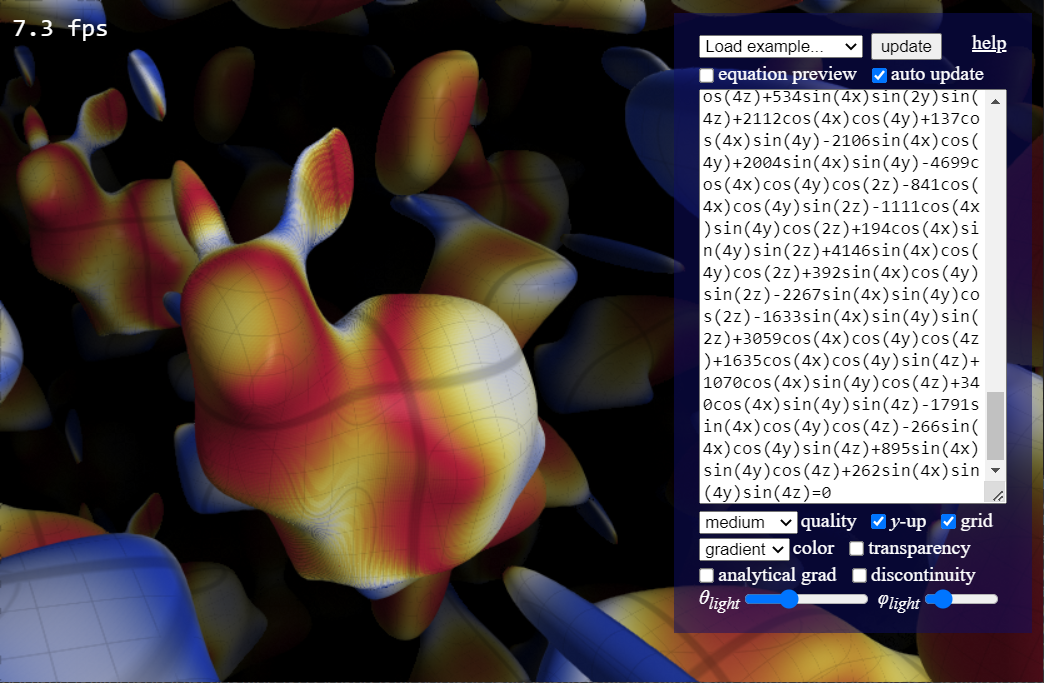 7.3 fps
Load example... update help
equation preview auto update
os(4z)+534sin(4x)sin(2y)sin(
4z)+2112cos(4x)cos(4y)+137co
s(4x)sin(4y)-2106sin(4x)cos(
4y)+2004sin(4x)sin(4y)-4699c
os(4x)cos(4y)cos(2z)-841cos(
4x)cos(4y)sin(2z)-1111cos(4x
)sin(4y)cos(2z)+194cos(4x)si
n(4y)sin(2z)+4146sin(4x)cos(
4y)cos(2z)+392sin(4x)cos(4y)
sin(2z)-2267sin(4x)sin(4y)co
s(2z)-1633sin(4x)sin(4y)sin(
2z)+3059cos(4x)cos(4y)cos(4z
)+1635cos(4x)cos(4y)sin(4z)+
1070cos(4x)sin(4y)cos(4z)+34
0cos(4x)sin(4y)sin(4z)-1791s
in(4x)cos(4y)cos(4z)-266sin(
4x)cos(4y)sin(4z)+895sin(4x)
sin(4y)cos(4z)+262sin(4x)sin
(4y)sin(4z)=0
medium quality y-up grid
gradient color transparency
analytical grad discontinuity
θlight φlight